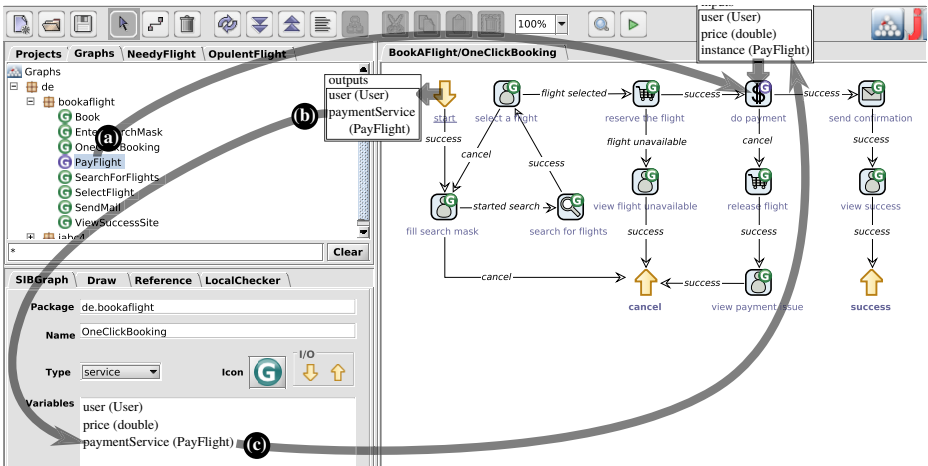 100%
inputs
user (User)
price (double)
instance (PayFlight)
Projects
Graphs
NeedyFlight
OpulentFlight
Graphs
de
bookaflight
Book
EnterSearchMask
OneClickBooking
PayFlight
SearchForFlights
SelectFlight
SendMail
ViewSuccessSite
jabc4
(a)
(b)
outputs
user (User)
paymentService
(PayFlight)
*
Clear
SIBGraph
Draw
Reference
LocalChecker
Package
de.bookaflight
Name
OneClickBooking
Type
service
Icon
I/O
Variables
user (User)
price (double)
paymentService (PayFlight)
(c)
BookAFlight/OneClickBooking
start
select a flight
flight selected
reserve the flight
success
do payment
success
send confirmation
success
cancel
success
flight unavailable
cancel
success
fill search mask
started search
search for flights
view flight unavailable
release flight
view success
success
success
success
cancel
cancel
success
view payment issue
success